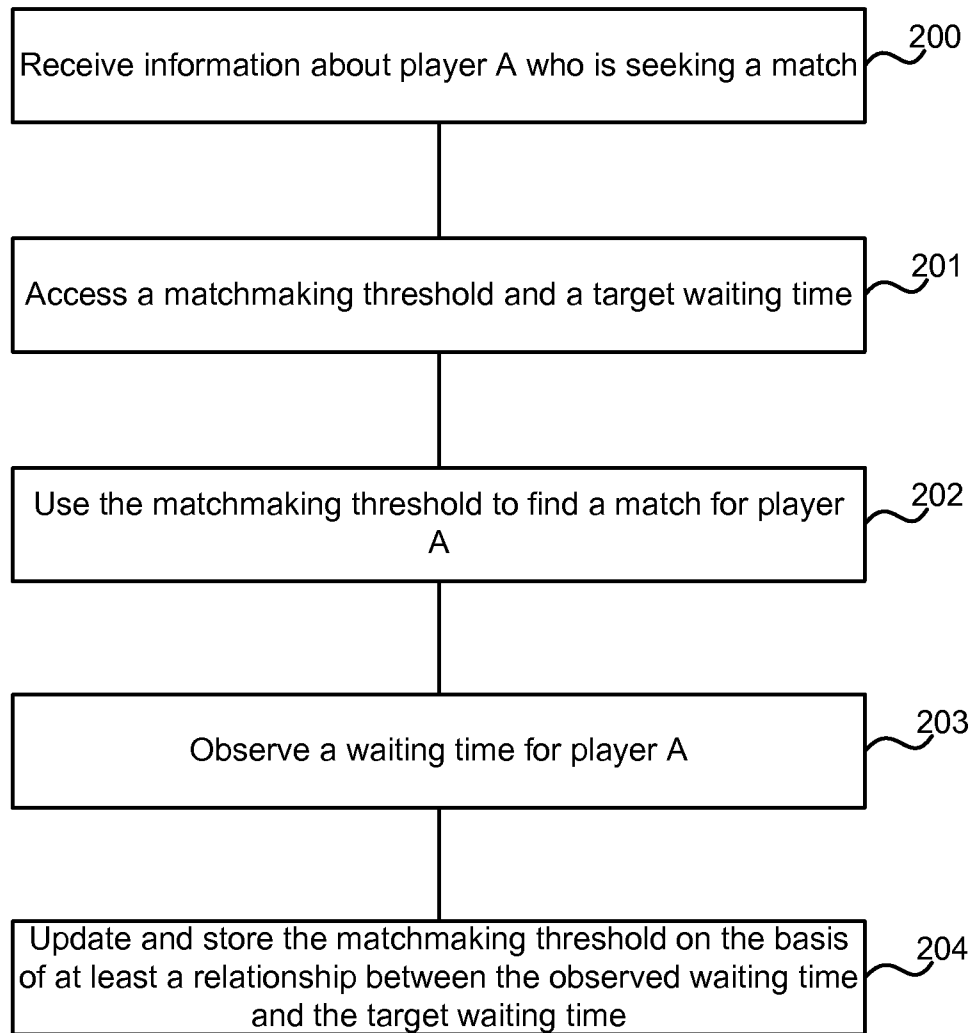 Receive information about player A who is seeking a match
200
Access a matchmaking threshold and a target waiting time
201
Use the matchmaking threshold to find a match for player
A
202
Observe a waiting time for player A
203
Update and store the matchmaking threshold on the basis
of at least a relationship between the observed waiting time
and the target waiting time
204